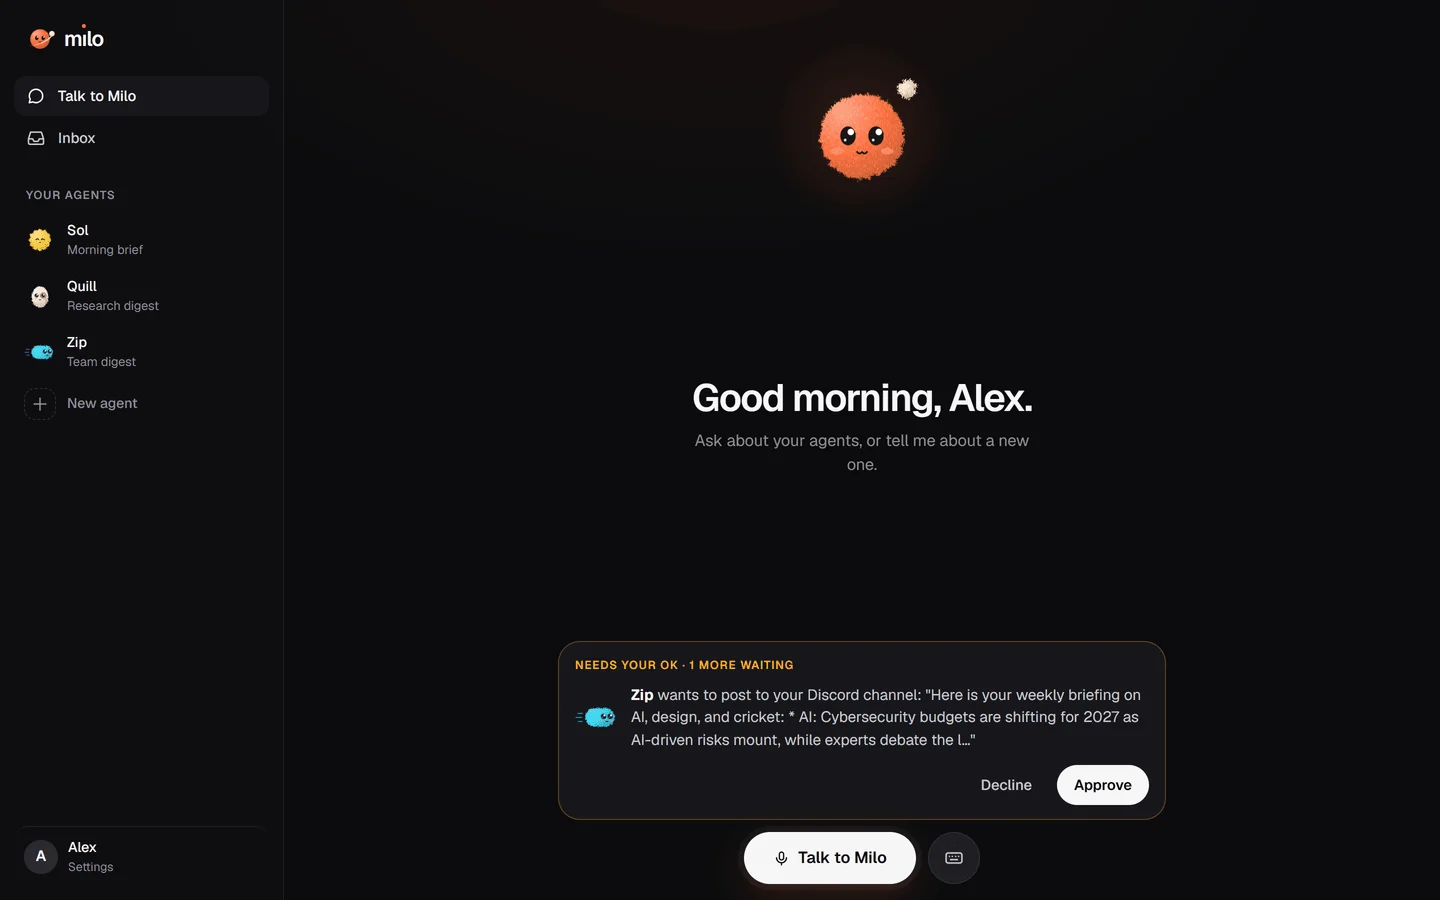 milo
Talk to Milo
Inbox
YOUR AGENTS
Sol
Morning brief
Quill
Research digest
Zip
Team digest
New agent
A
Alex
Settings
Good morning, Alex.
Ask about your agents, or tell me about a new
one.
NEEDS YOUR OK · 1 MORE WAITING
Zip wants to post to your Discord channel: "Here is your weekly briefing on
AI, design, and cricket: * AI: Cybersecurity budgets are shifting for 2027 as
AI-driven risks mount, while experts debate the l..."
Decline
Approve
Talk to Milo